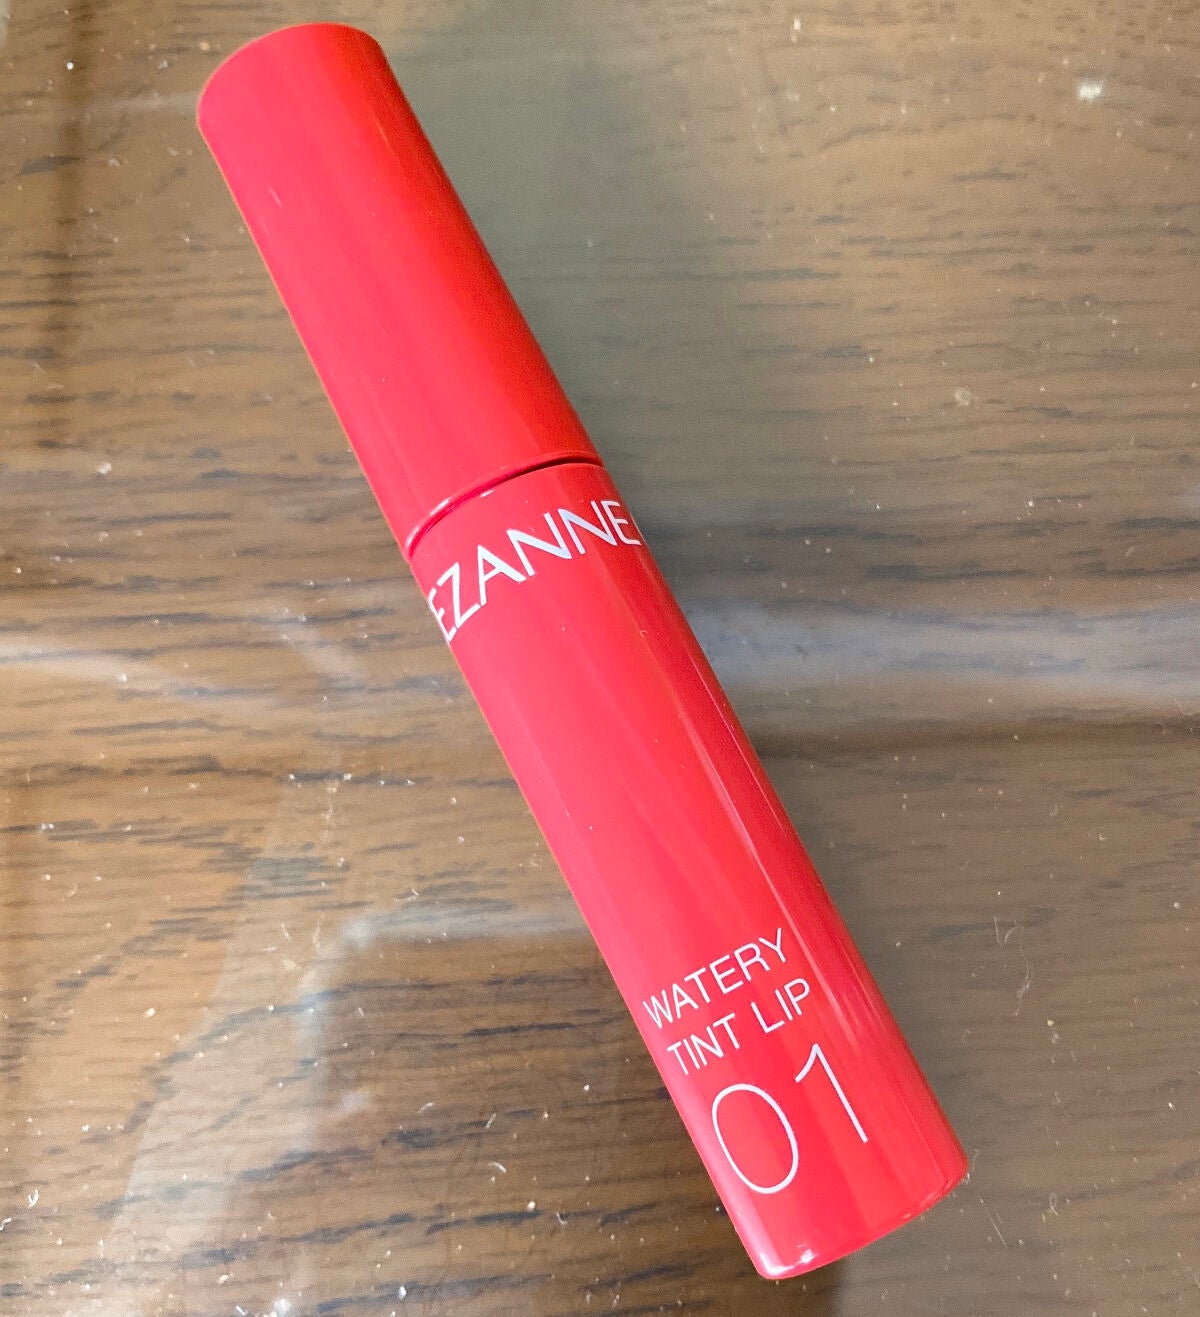 EZANNE
WATERY
TINT LIP
01